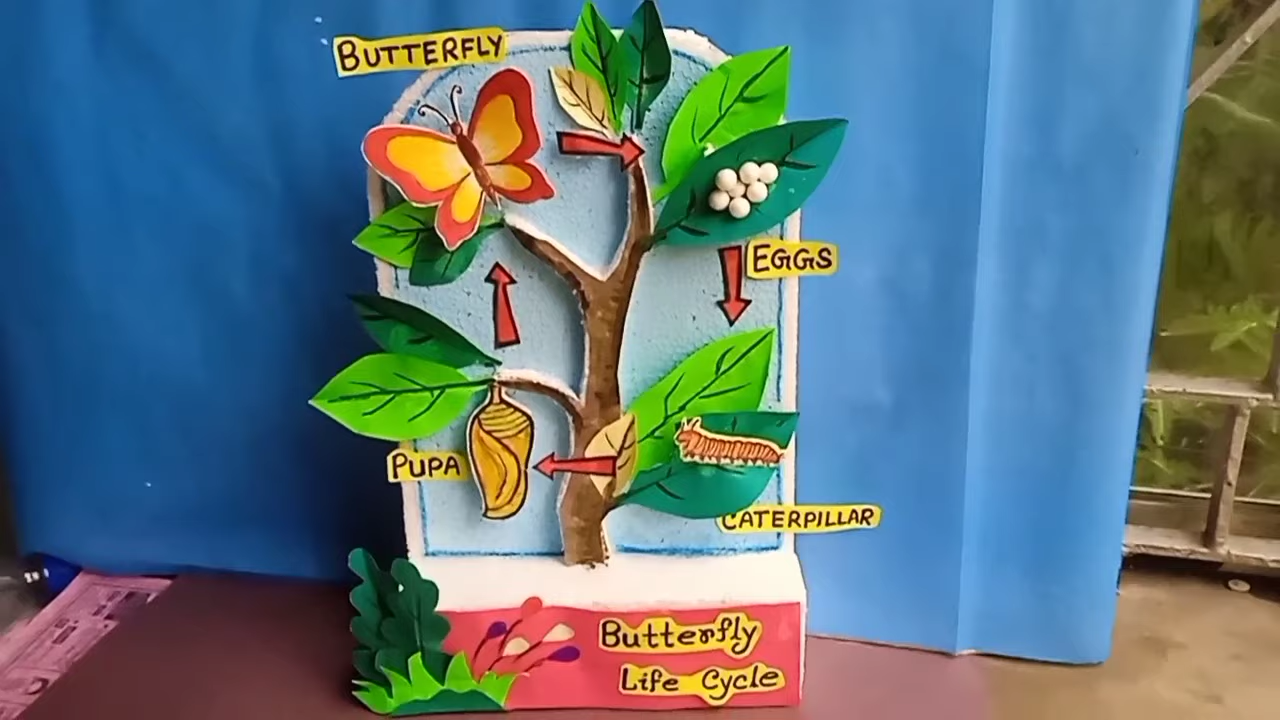 BUTTERFLY
EGGS
PUPA
CATERPILLAR
Butterfly
Life Cycle